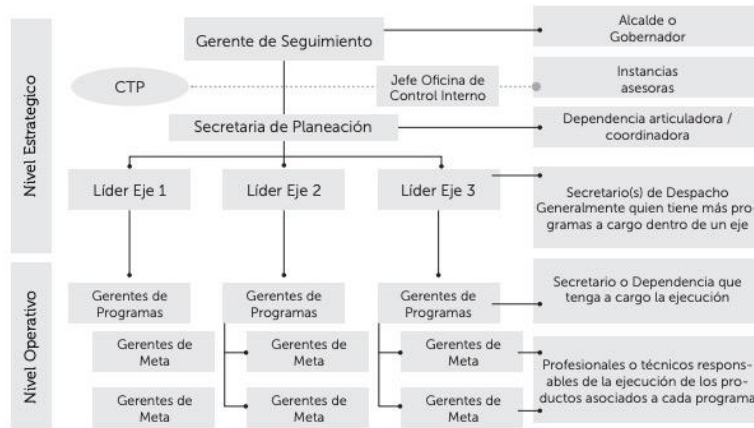 Nivel Estrategico
Gerente de Seguimiento
Alcalde o
Gobernador
CTP
Jefe Oficina de
Control Interno
Instancias
asesoras
Secretaria de Planeación
Dependencia articuladora /
coordinadora
Líder Eje 1
Líder Eje 2
Líder Eje 3
Secretario(s) de Despacho
Generalmente quien tiene más pro-
gramas a cargo dentro de un eje
Nivel Operativo
Gerentes de
Programas
Gerentes de
Programas
Gerentes de
Programas
Secretario o Dependencia que
tenga a cargo la ejecución
Gerentes de
Meta
Gerentes de
Meta
Gerentes de
Meta
Gerentes de
Meta
Gerentes de
Meta
Gerentes de
Meta
Profesionales o técnicos respons-
ables de la ejecución de los pro-
ductos asociados a cada programa